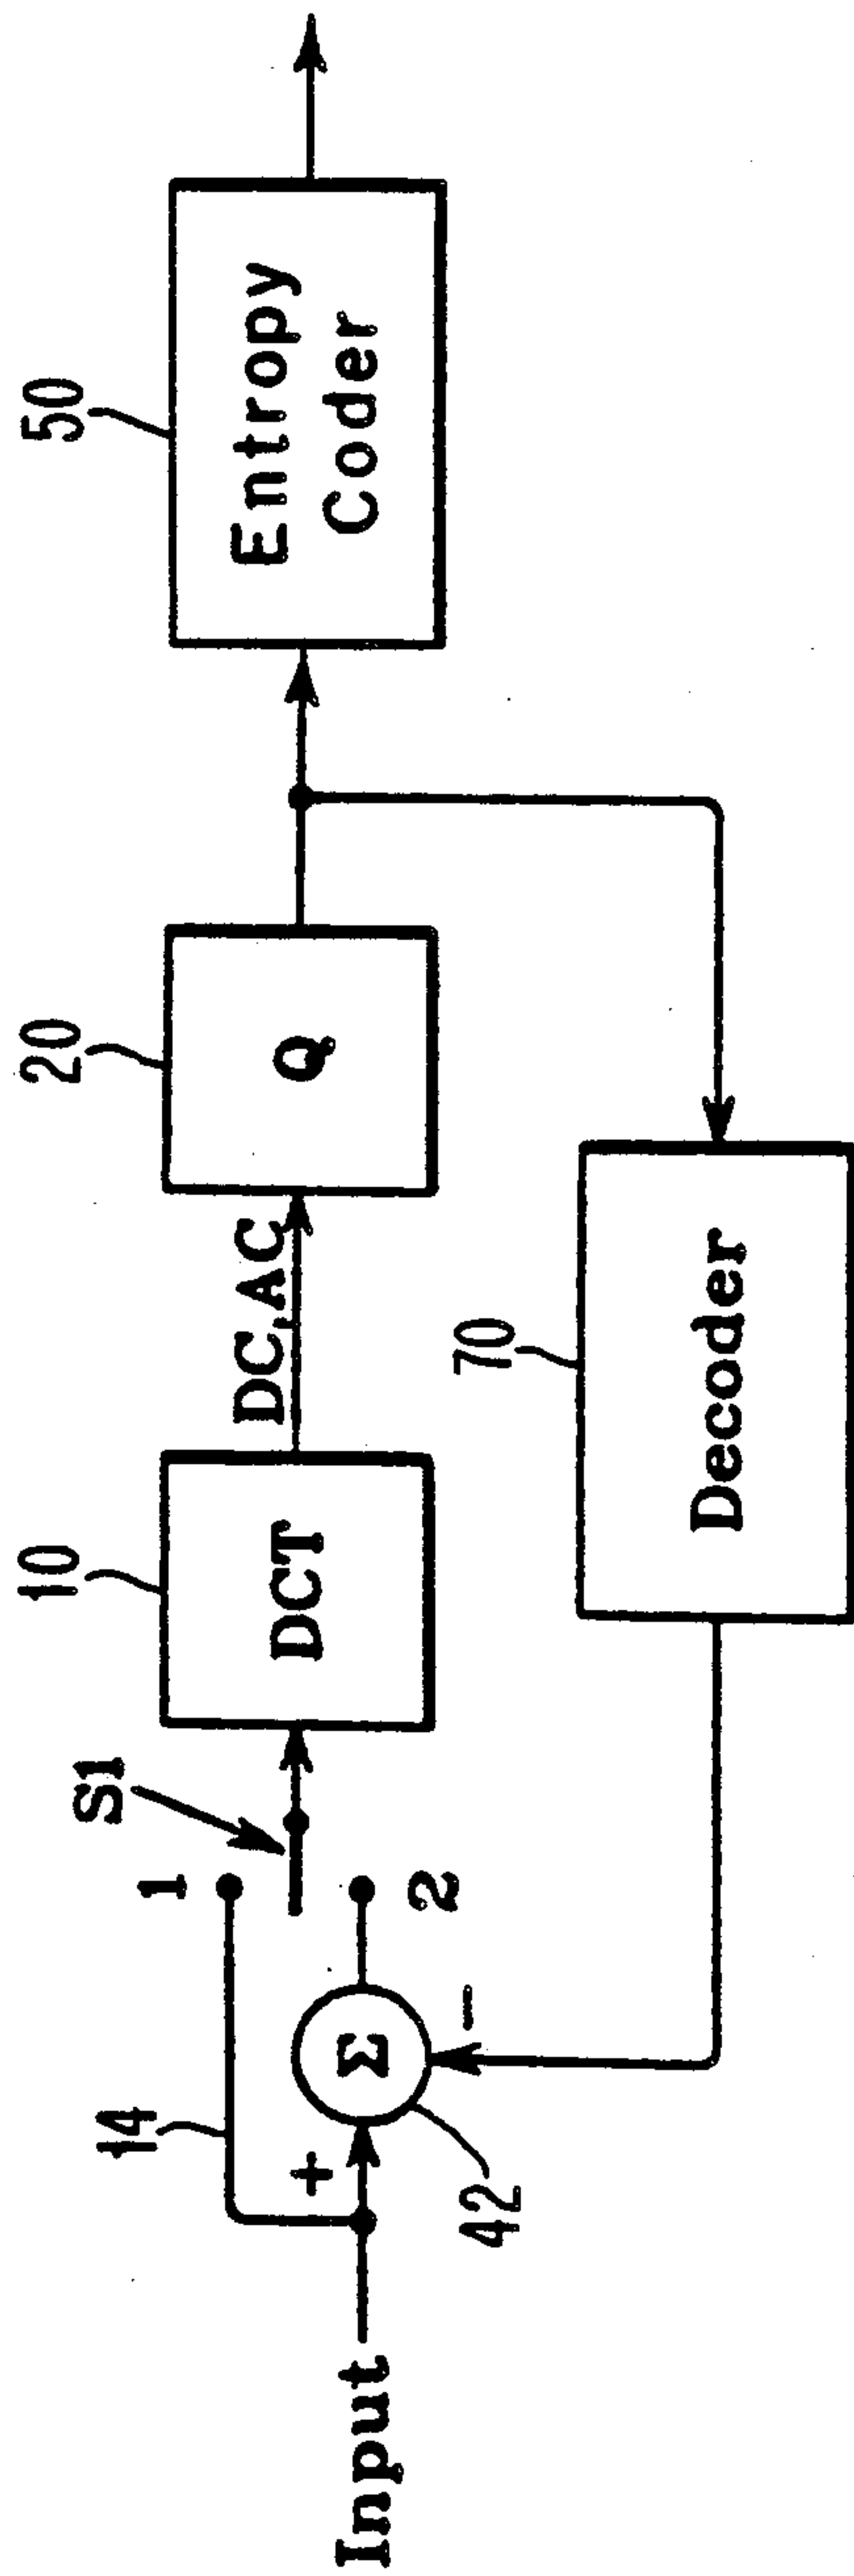 Input
14
+
Σ
42
-
1
2
S1
10
DCT
DC,AC
20
Q
70
Decoder
50
Entropy
Coder